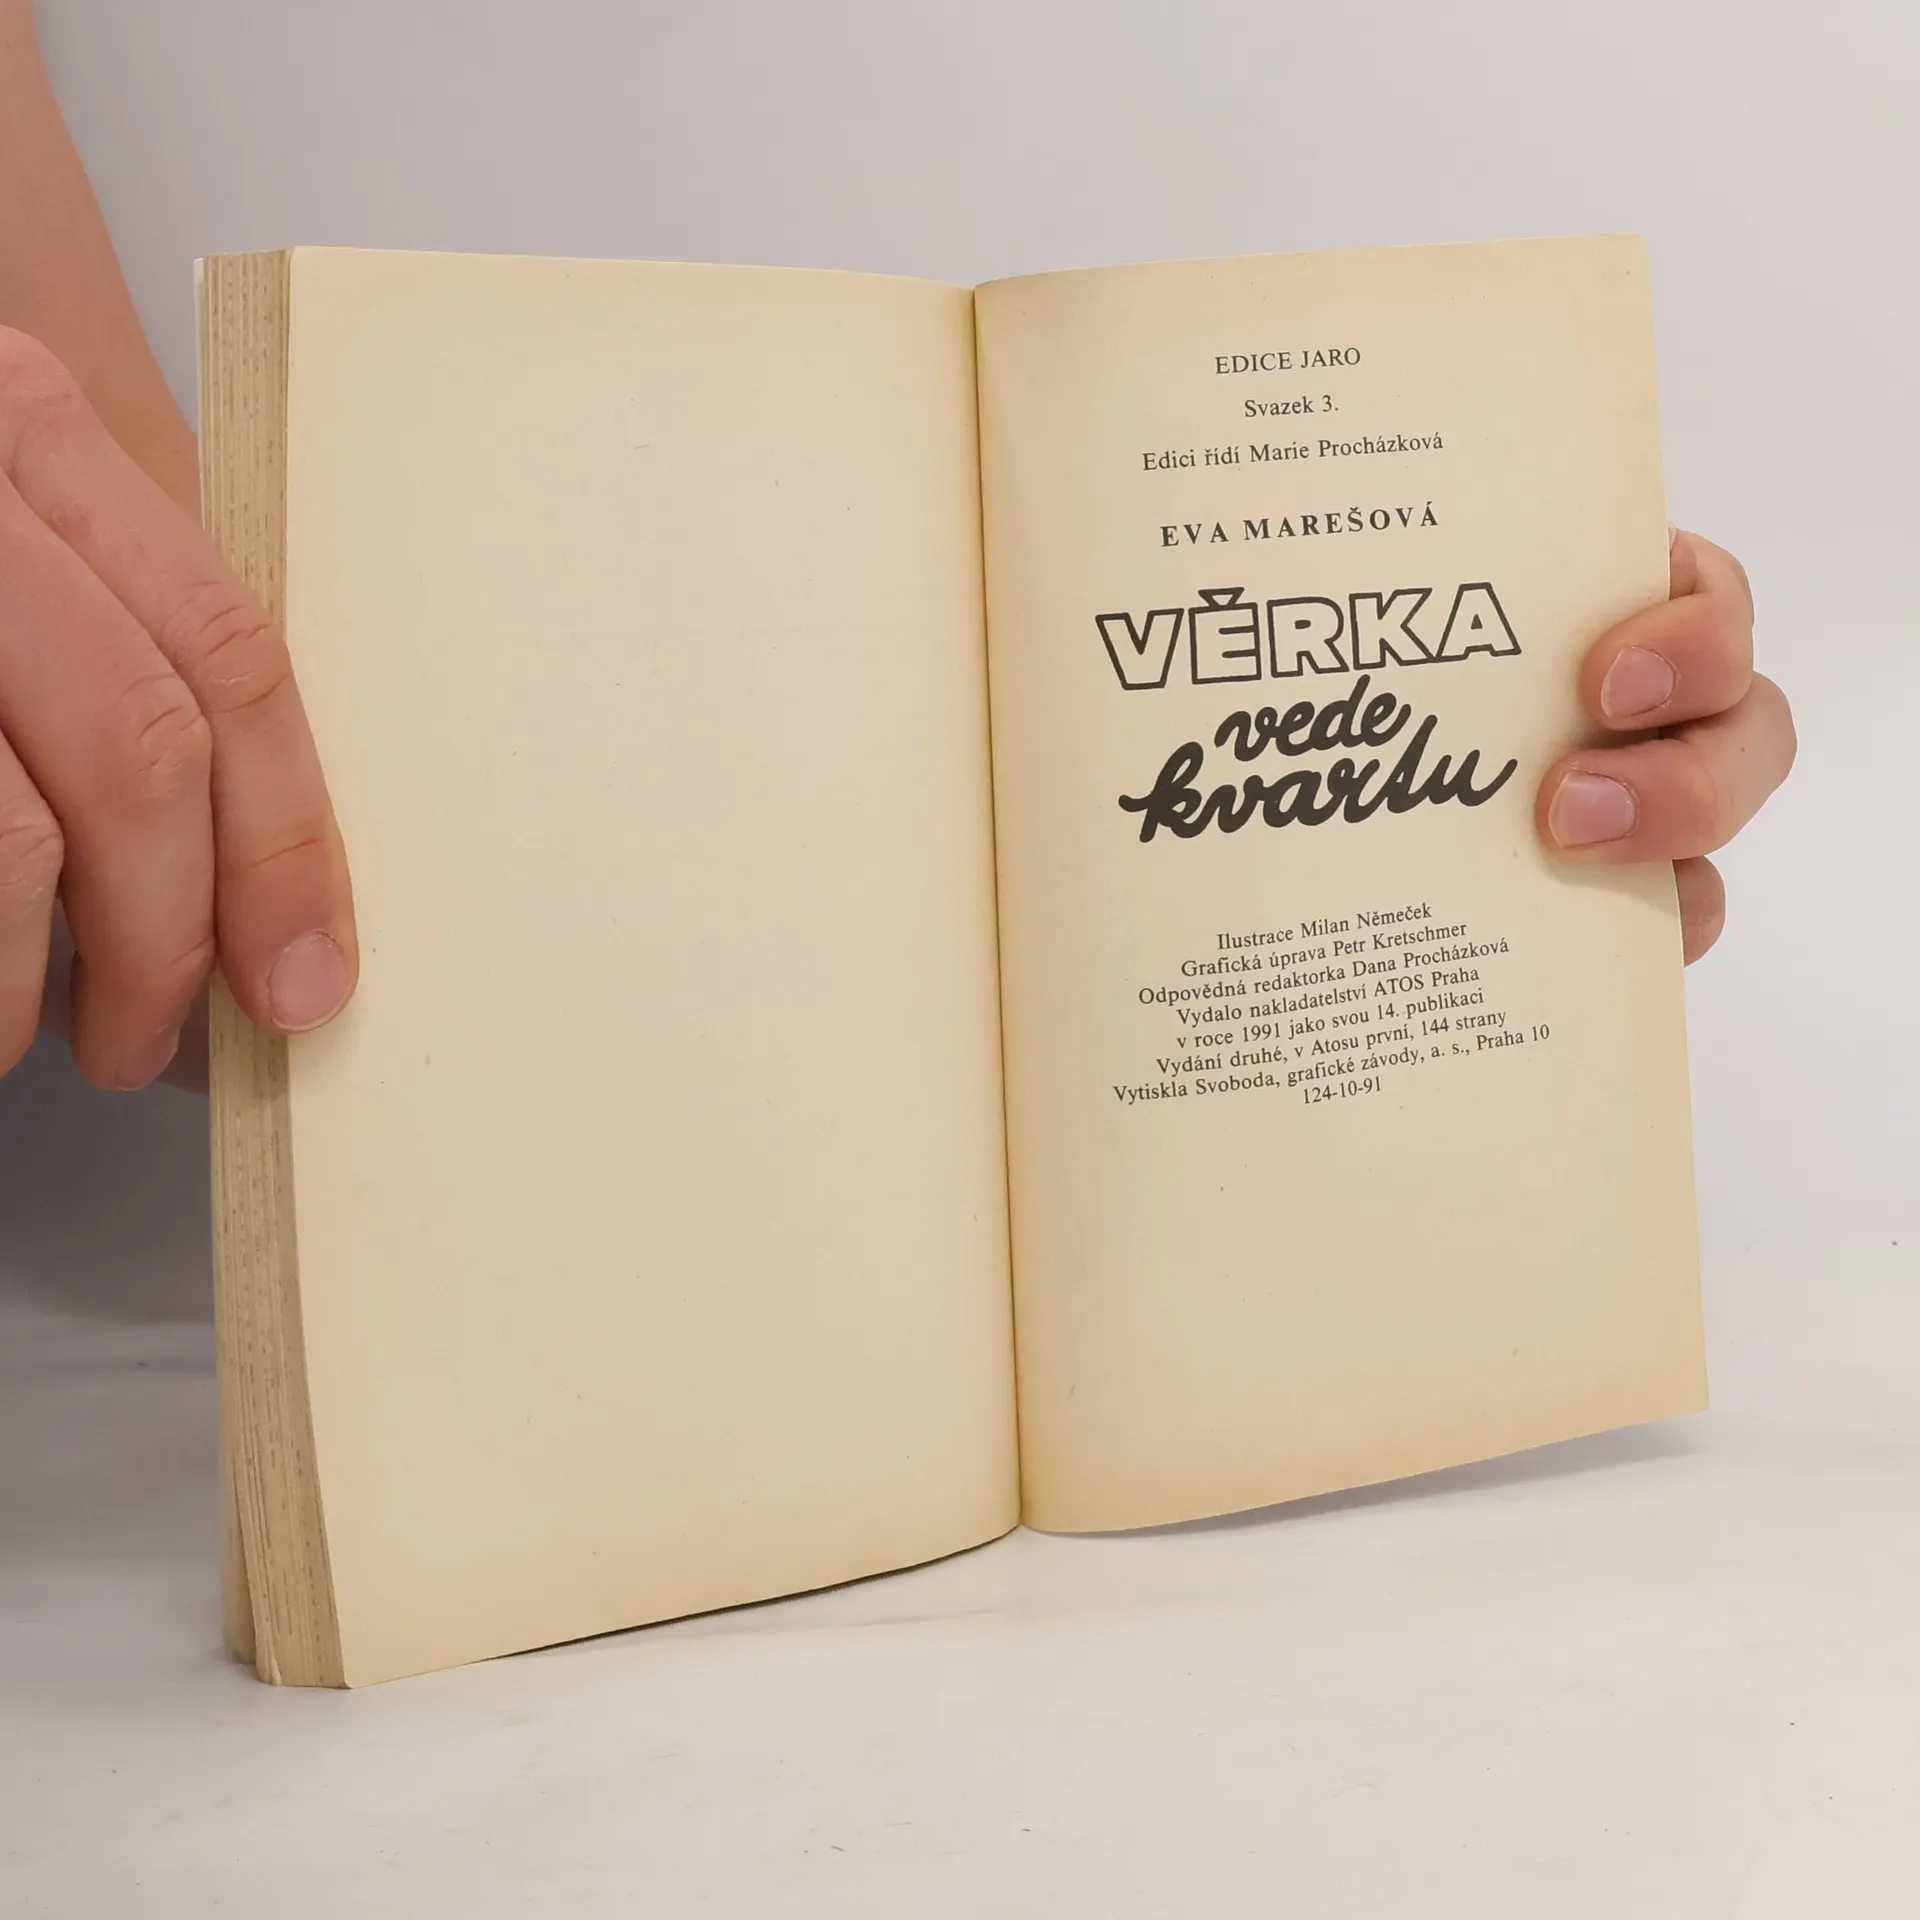 EDICE JARO
Svazek 3.
Edici řídí Marie Procházková
EVA MAREŠOVÁ
VĚRKA
vede
kvartu
Ilustrace Milan Němeček
Grafická úprava Petr Kretschmer
Odpovědná redaktorka Dana Procházková
Vydalo nakladatelství ATOS Praha
v roce 1991 jako svou 14. publikaci
Vydání druhé, v Atosu první, 144 strany
Vytiskla Svoboda, grafické závody, a. s., Praha 10
124-10-91